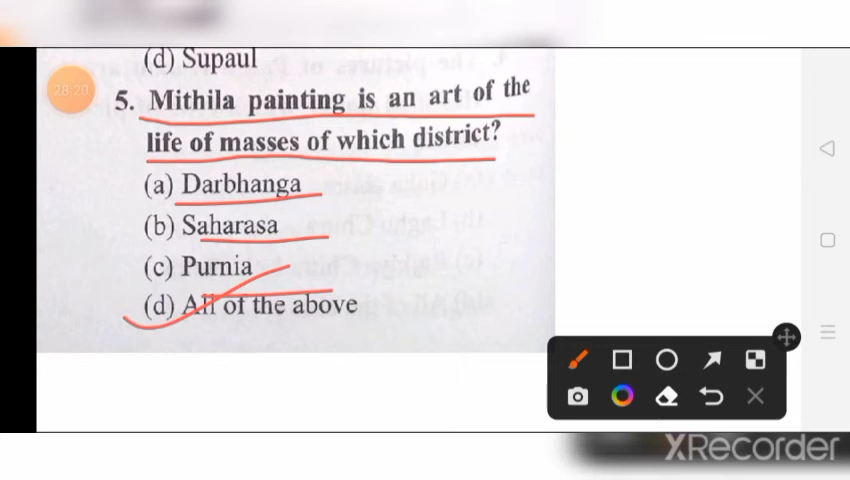 (d) Supaul
28:20
5. Mithila painting is an art of the
life of masses of which district?
(a) Darbhanga
(b) Saharasa
(c) Purnia
(d) All of the above
XRecorder